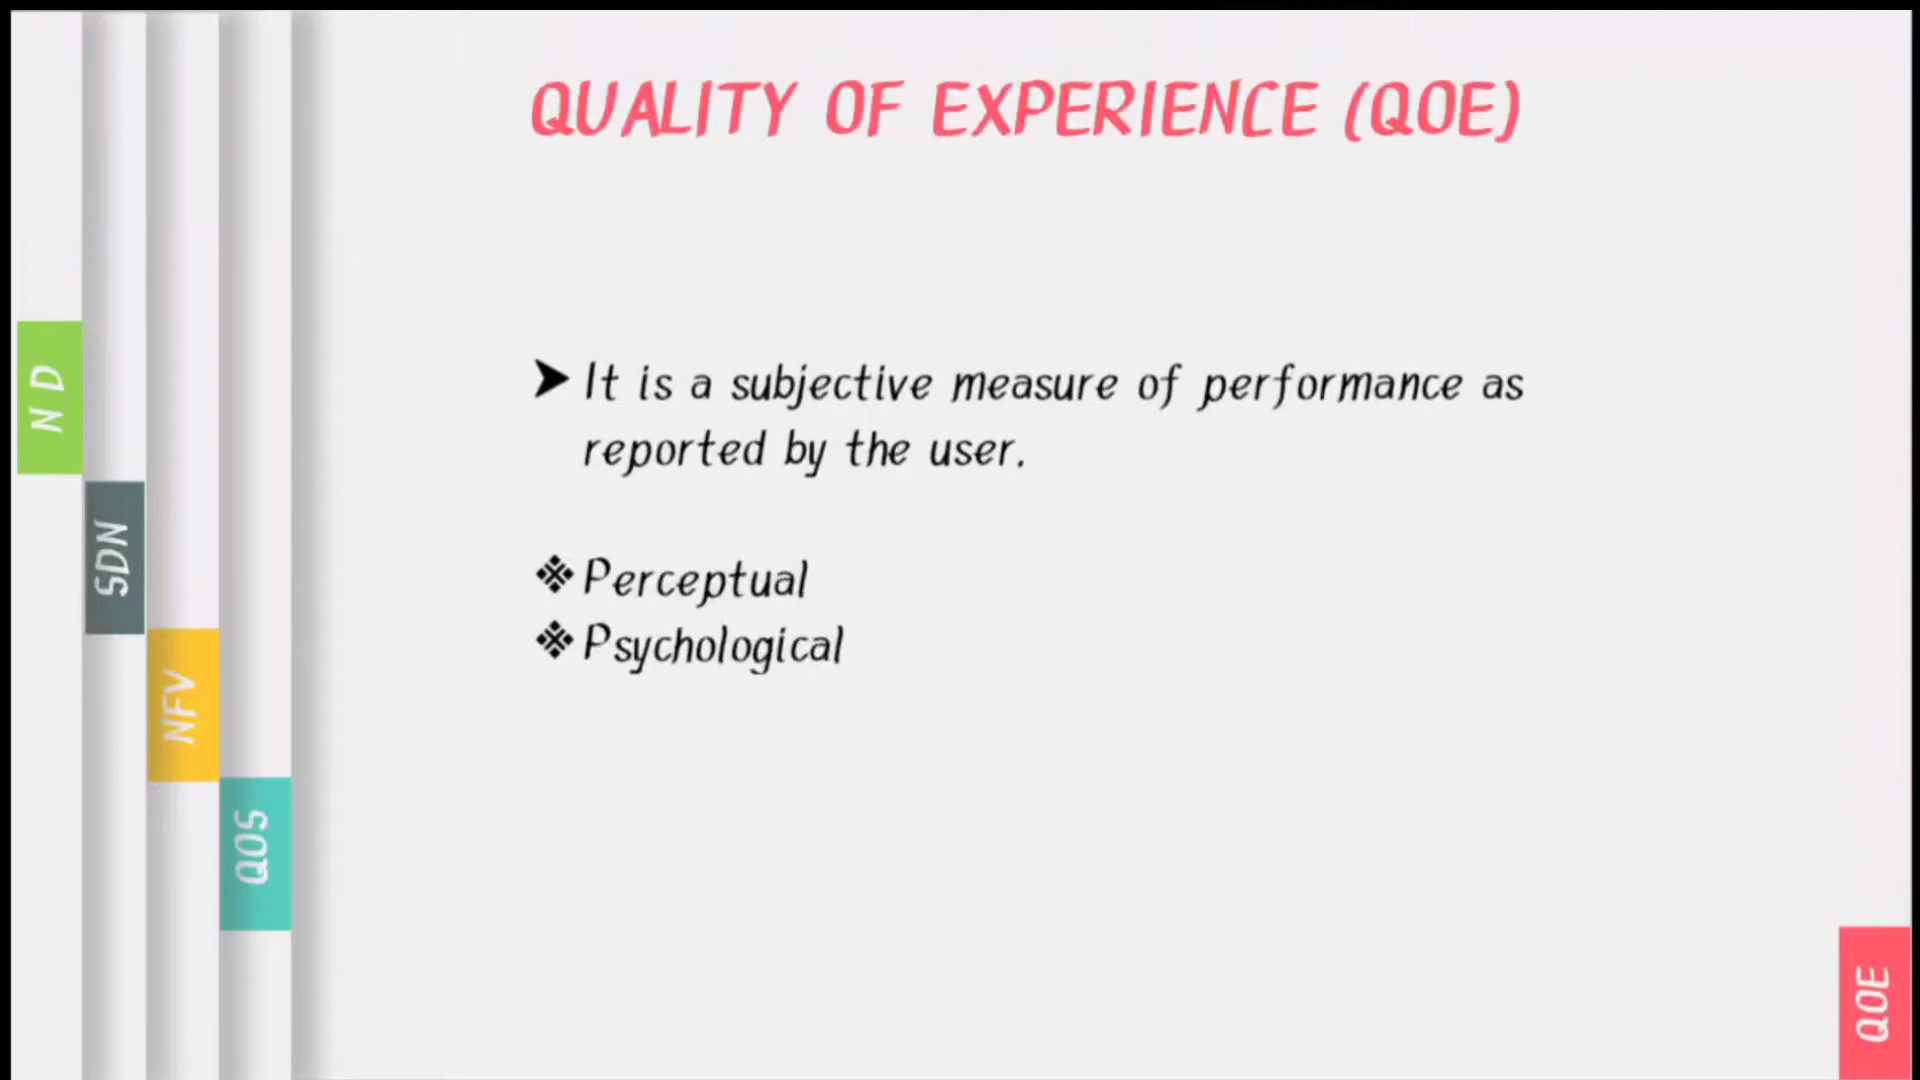 QUALITY OF EXPERIENCE (QOE)
➤ It is a subjective measure of performance as
reported by the user.
❖ Perceptual
❖ Psychological
N D
SDN
NFV
QOS
QOE